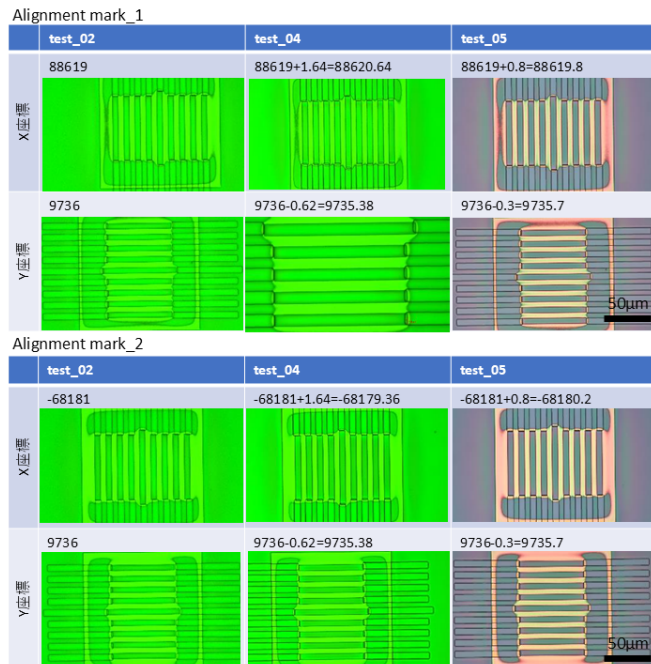 Alignment mark_1
test_02 test_04 test_05
X座標 88619 88619+1.64=88620.64 88619+0.8=88619.8
Y座標 9736 9736-0.62=9735.38 9736-0.3=9735.7
50μm
Alignment mark_2
test_02 test_04 test_05
X座標 -68181 -68181+1.64=-68179.36 -68181+0.8=-68180.2
Y座標 9736 9736-0.62=9735.38 9736-0.3=9735.7
50μm